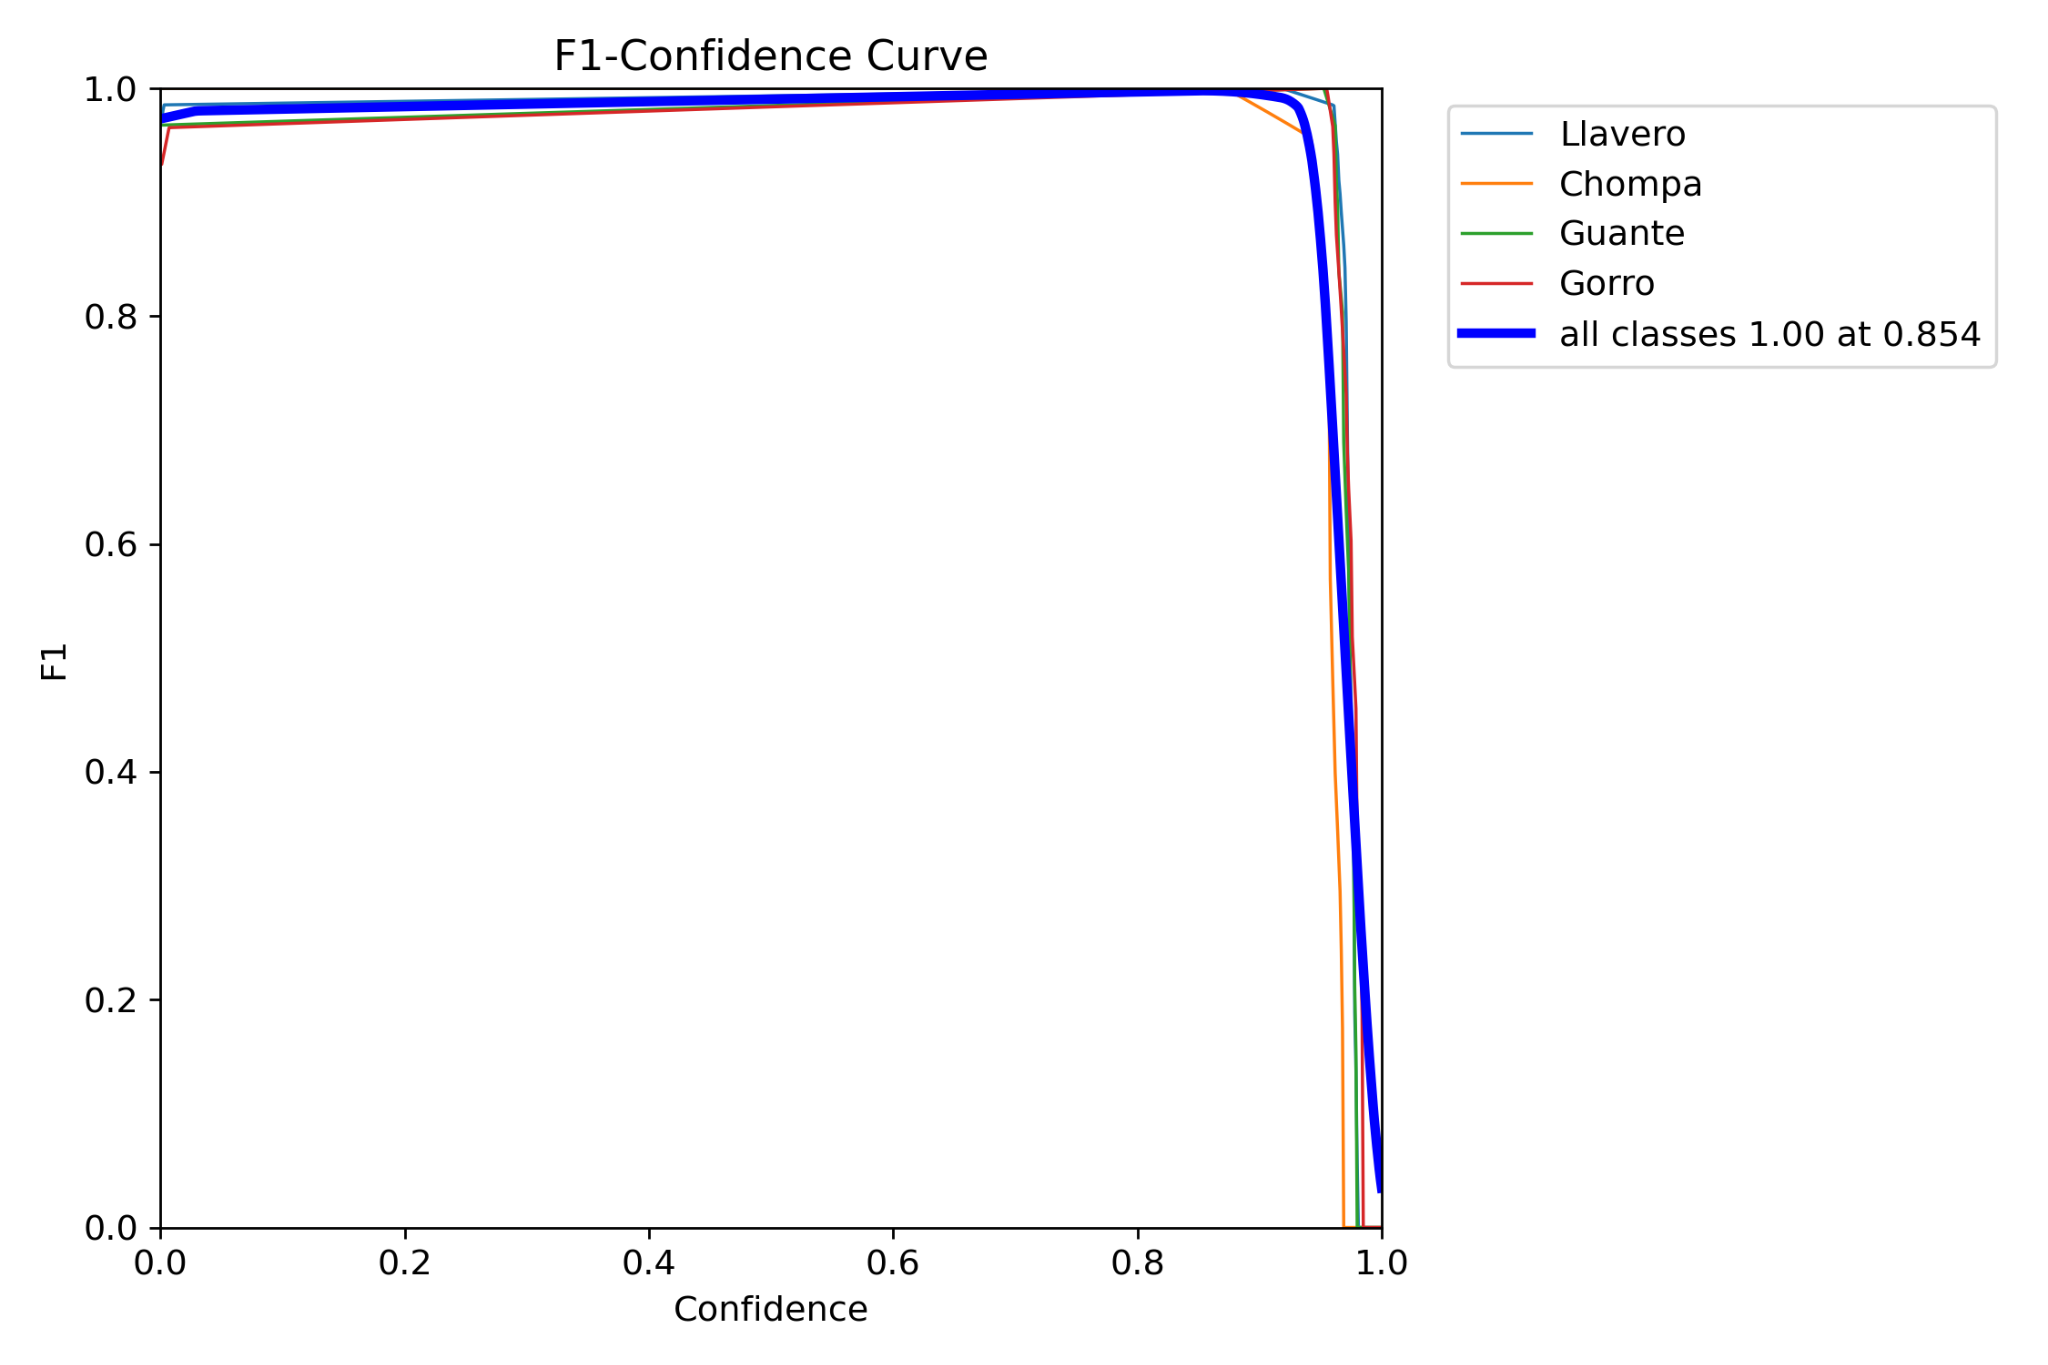 F1-Confidence Curve
1.0
0.8
0.6
0.4
0.2
0.0
F1
0.0 0.2 0.4 0.6 0.8 1.0
Confidence
Llavero
Chompa
Guante
Gorro
all classes 1.00 at 0.854